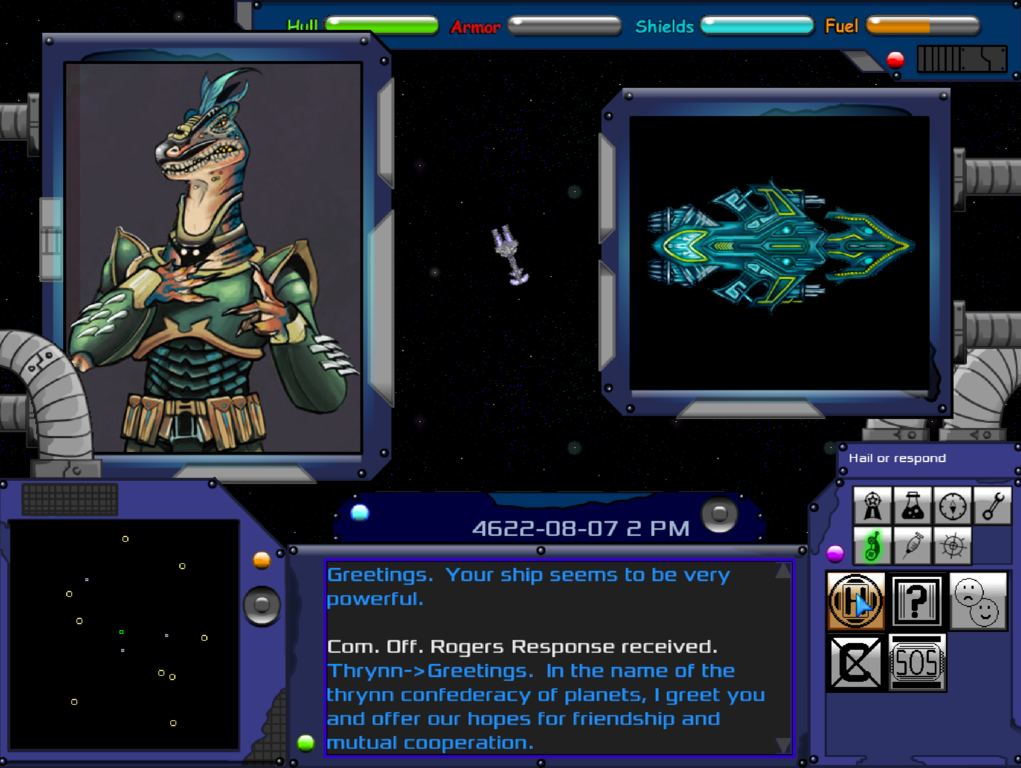 Hull Armor Shields Fuel
Hail or respond
4622-08-07 2 PM
Greetings. Your ship seems to be very
powerful.
Com. Off. Rogers Response received.
Thrynn->Greetings. In the name of the
thrynn confederacy of planets, I greet you
and offer our hopes for friendship and
mutual cooperation.
H ?
C SOS